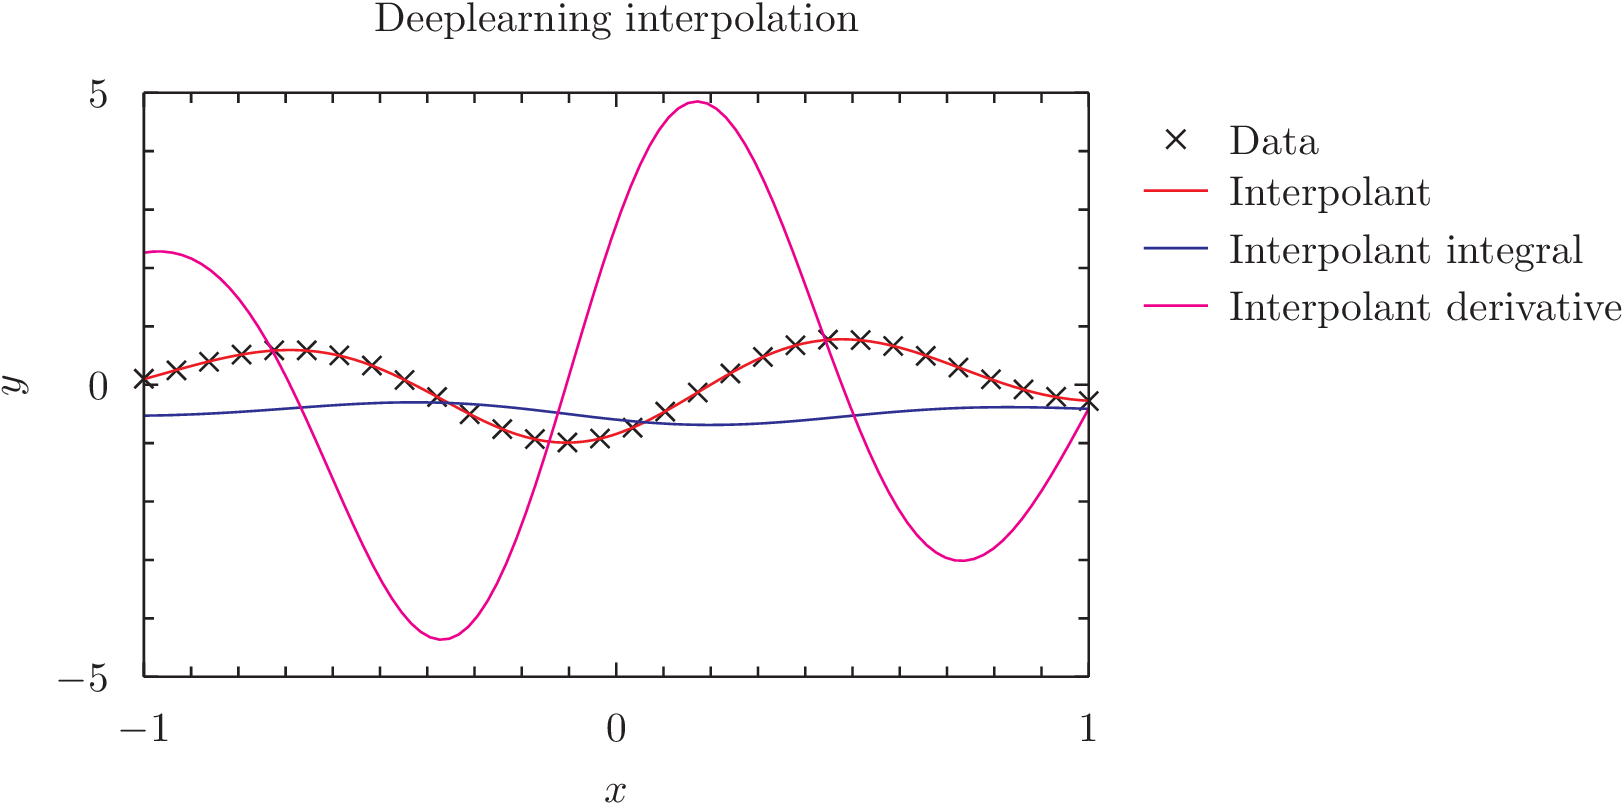 Deeplearning interpolation
5
0
−5
y
−1
0
1
x
Data
Interpolant
Interpolant integral
Interpolant derivative